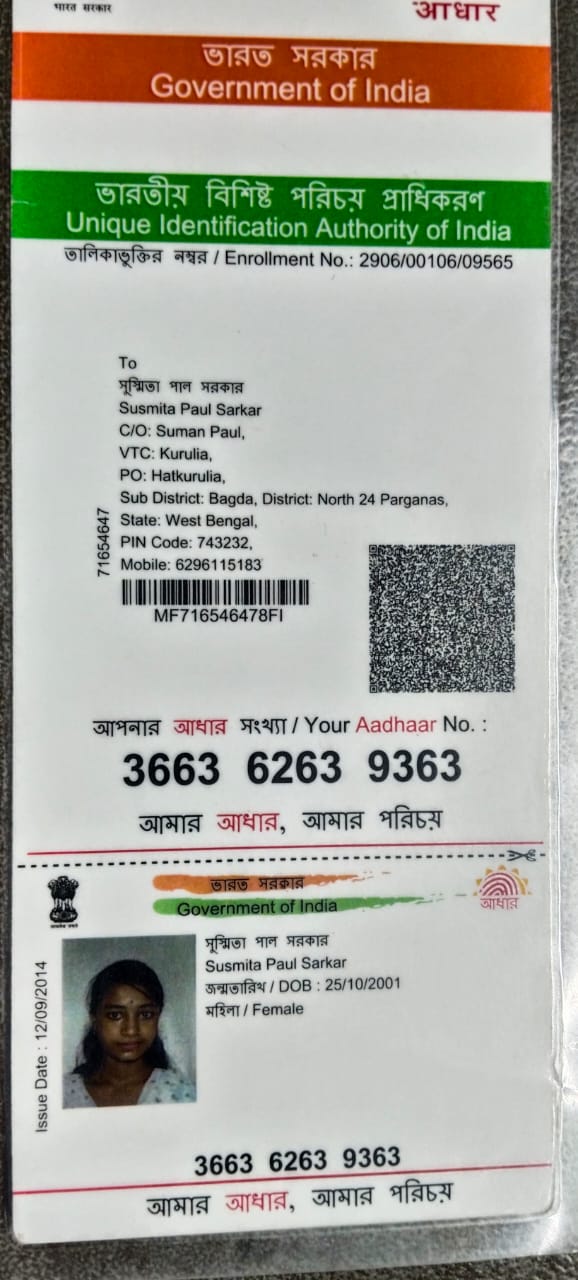 भारत सरकार
आधार
ভারত সরকার
Government of India
ভারতীয় বিশিষ্ট পরিচয় প্রাধিকরণ
Unique Identification Authority of India
তালিকাভুক্তির নম্বর / Enrollment No.: 2906/00106/09565
To
সুস্মিতা পাল সরকার
Susmita Paul Sarkar
C/O: Suman Paul,
VTC: Kurulia,
PO: Hatkurulia,
Sub District: Bagda, District: North 24 Parganas,
State: West Bengal,
PIN Code: 743232,
Mobile: 6296115183
71654647
MF716546478FI
আপনার আধার সংখ্যা / Your Aadhaar No. :
3663 6263 9363
আমার আধার, আমার পরিচয়
ভারত সরকার
Government of India
আধার
সুস্মিতা পাল সরকার
Susmita Paul Sarkar
জন্মতারিখ / DOB : 25/10/2001
মহিলা / Female
Issue Date : 12/09/2014
3663 6263 9363
আমার আধার, আমার পরিচয়